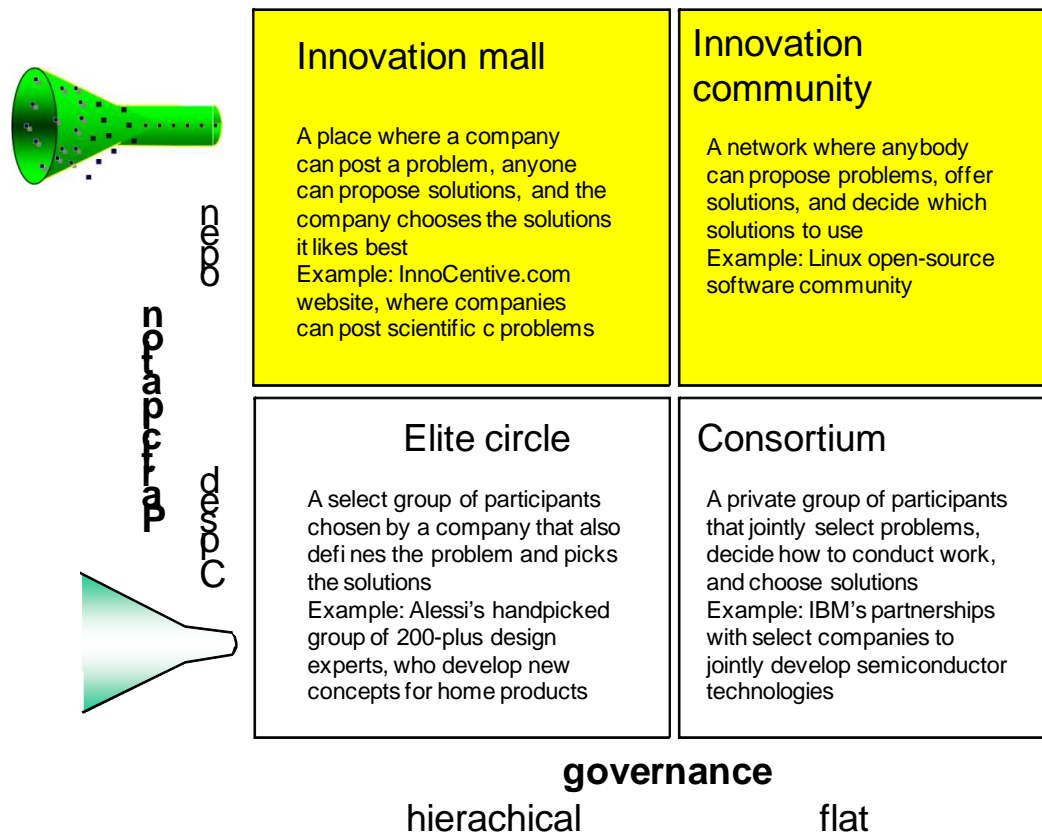 Innovation mall
A place where a company
can post a problem, anyone
can propose solutions, and the
company chooses the solutions
it likes best
Example: InnoCentive.com
website, where companies
can post scientific c problems
Innovation
community
A network where anybody
can propose problems, offer
solutions, and decide which
solutions to use
Example: Linux open-source
software community
open
Participation
Closed
Elite circle
A select group of participants
chosen by a company that also
defi nes the problem and picks
the solutions
Example: Alessi's handpicked
group of 200-plus design
experts, who develop new
concepts for home products
Consortium
A private group of participants
that jointly select problems,
decide how to conduct work,
and choose solutions
Example: IBM's partnerships
with select companies to
jointly develop semiconductor
technologies
governance
hierachical
flat